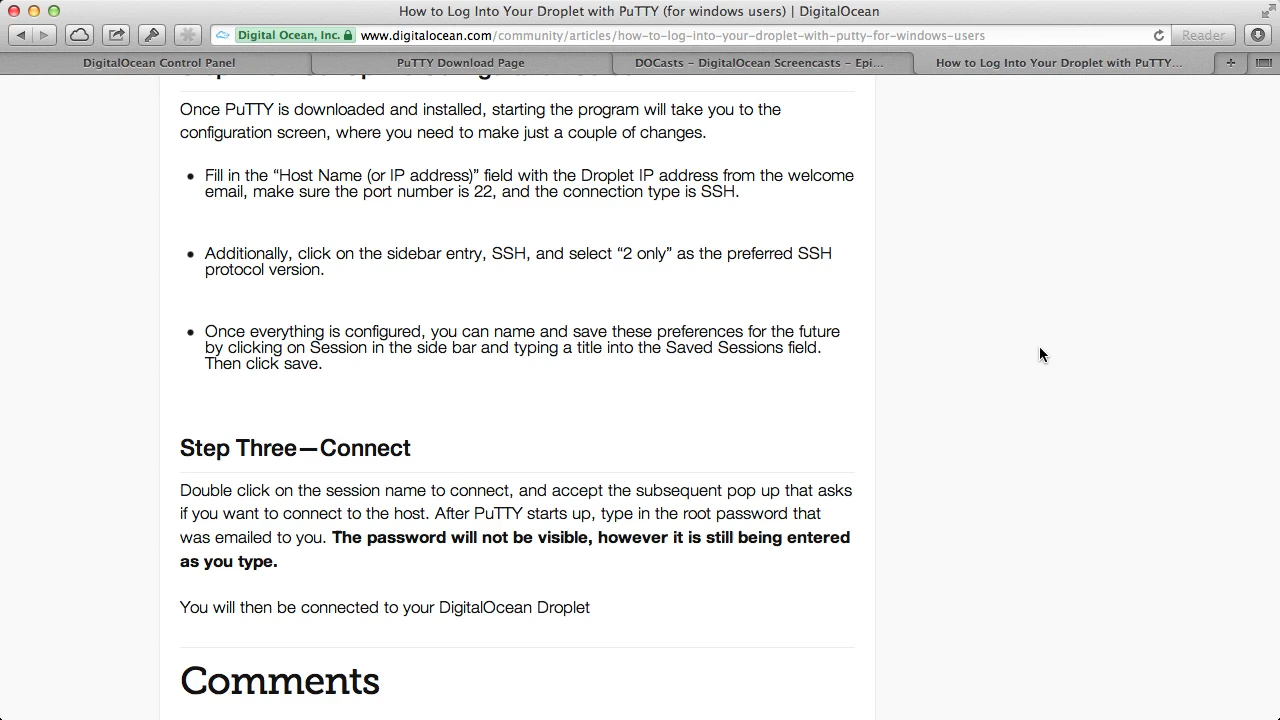 How to Log Into Your Droplet with PuTTY (for windows users) | DigitalOcean
Digital Ocean, Inc. www.digitalocean.com/community/articles/how-to-log-into-your-droplet-with-putty-for-windows-users Reader
DigitalOcean Control Panel PuTTY Download Page DOCasts – DigitalOcean Screencasts – Epi... How to Log Into Your Droplet with PuTTY... +
Once PuTTY is downloaded and installed, starting the program will take you to the
configuration screen, where you need to make just a couple of changes.
• Fill in the “Host Name (or IP address)” field with the Droplet IP address from the welcome
email, make sure the port number is 22, and the connection type is SSH.
• Additionally, click on the sidebar entry, SSH, and select “2 only” as the preferred SSH
protocol version.
• Once everything is configured, you can name and save these preferences for the future
by clicking on Session in the side bar and typing a title into the Saved Sessions field.
Then click save.
Step Three—Connect
Double click on the session name to connect, and accept the subsequent pop up that asks
if you want to connect to the host. After PuTTY starts up, type in the root password that
was emailed to you. The password will not be visible, however it is still being entered
as you type.
You will then be connected to your DigitalOcean Droplet
Comments